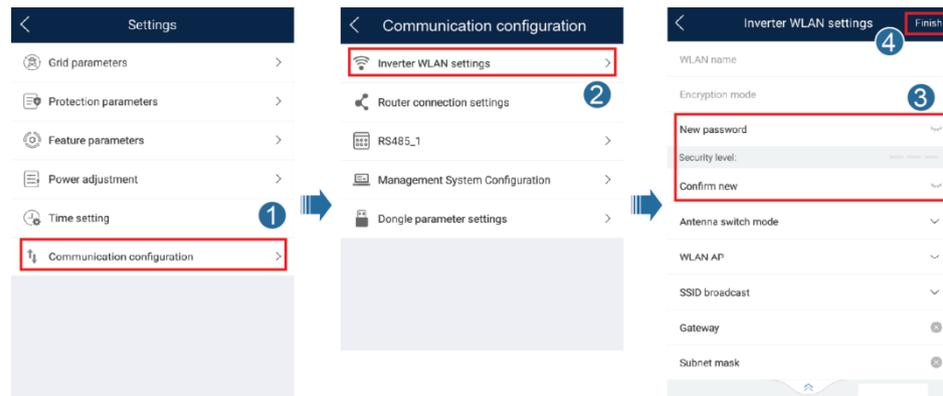 Settings
Grid parameters
Protection parameters
Feature parameters
Power adjustment
Time setting
1
Communication configuration
Communication configuration
Inverter WLAN settings
2
Router connection settings
RS485_1
Management System Configuration
Dongle parameter settings
Inverter WLAN settings
Finish
4
WLAN name
Encryption mode
3
New password
Security level:
Confirm new
Antenna switch mode
WLAN AP
SSID broadcast
Gateway
Subnet mask